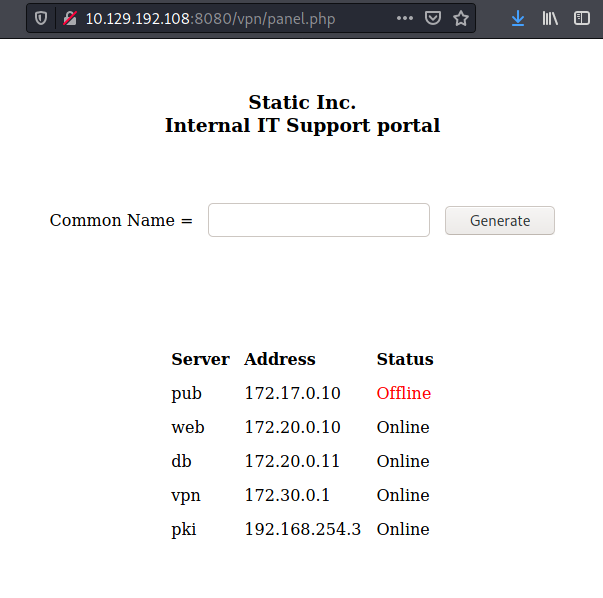 10.129.192.108:8080/vpn/panel.php
Static Inc.
Internal IT Support portal
Common Name = Generate
Server Address Status
pub 172.17.0.10 Offline
web 172.20.0.10 Online
db 172.20.0.11 Online
vpn 172.30.0.1 Online
pki 192.168.254.3 Online